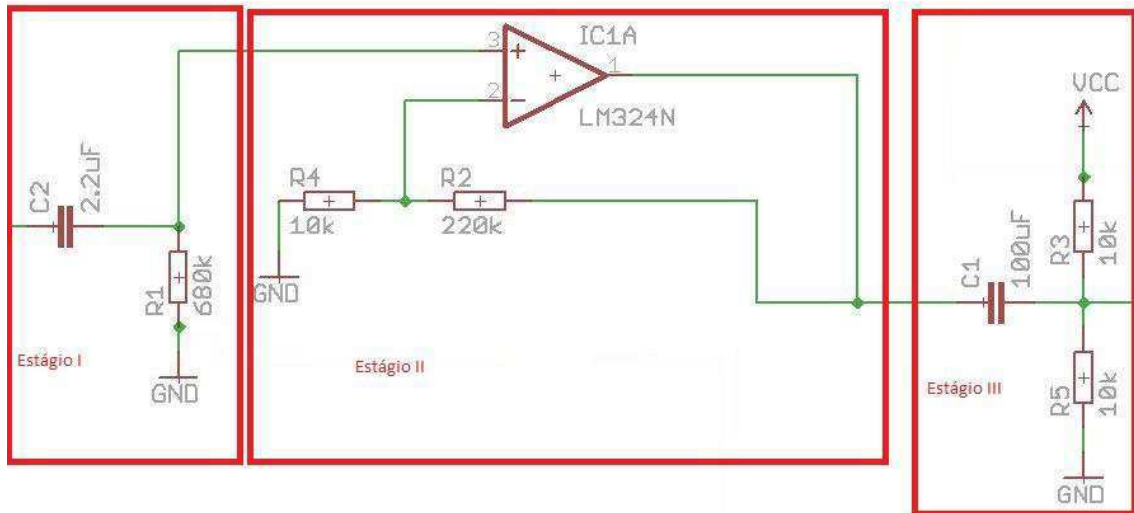 C2
2.2uF
R1
680k
GND
Estágio I
3
2
1
IC1A
LM324N
R4
10k
R2
220k
GND
Estágio II
VCC
R3
10k
C1
100uF
R5
10k
Estágio III
GND